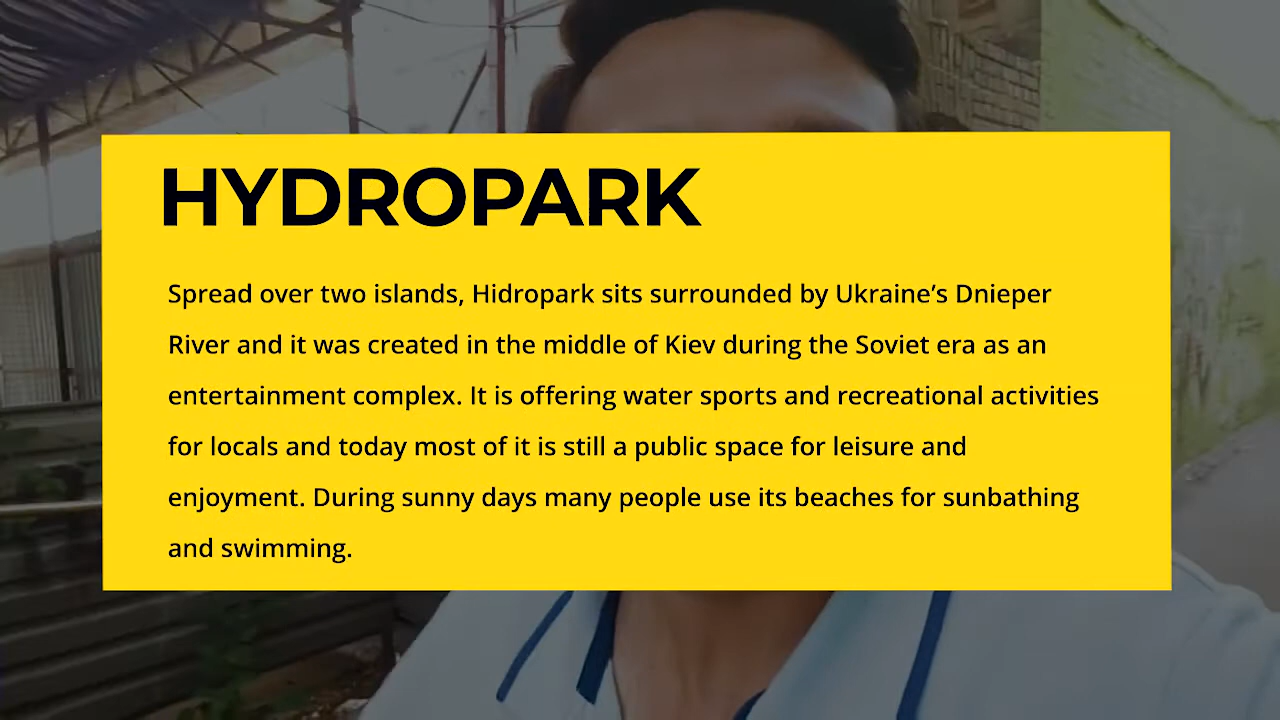 HYDROPARK
Spread over two islands, Hidropark sits surrounded by Ukraine’s Dnieper
River and it was created in the middle of Kiev during the Soviet era as an
entertainment complex. It is offering water sports and recreational activities
for locals and today most of it is still a public space for leisure and
enjoyment. During sunny days many people use its beaches for sunbathing
and swimming.